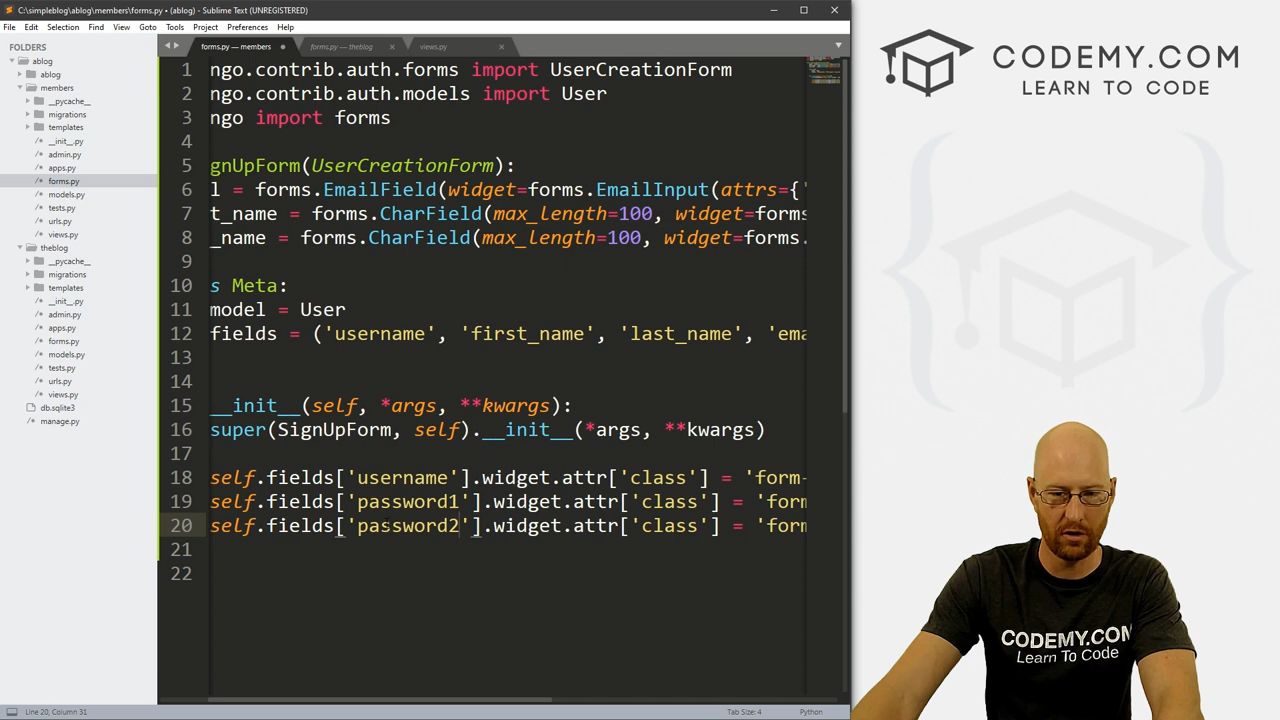 C:\simpleblog\ablog\members\forms.py • (ablog) - Sublime Text (UNREGISTERED)
File Edit Selection Find View Goto Tools Project Preferences Help
FOLDERS
ablog
ablog
members
__pycache__
migrations
templates
__init__.py
admin.py
apps.py
forms.py
models.py
tests.py
urls.py
views.py
theblog
__pycache__
migrations
templates
__init__.py
admin.py
apps.py
forms.py
models.py
tests.py
urls.py
views.py
db.sqlite3
manage.py
forms.py — members
forms.py — theblog
views.py
1 ngo.contrib.auth.forms import UserCreationForm
2 ngo.contrib.auth.models import User
3 ngo import forms
4
5 gnUpForm(UserCreationForm):
6 l = forms.EmailField(widget=forms.EmailInput(attrs={'
7 t_name = forms.CharField(max_length=100, widget=forms
8 _name = forms.CharField(max_length=100, widget=forms.
9
10 s Meta:
11 model = User
12 fields = ('username', 'first_name', 'last_name', 'ema
13
14
15 __init__(self, *args, **kwargs):
16 super(SignUpForm, self).__init__(*args, **kwargs)
17
18 self.fields['username'].widget.attr['class'] = 'form-
19 self.fields['password1'].widget.attr['class'] = 'form
20 self.fields['password2'].widget.attr['class'] = 'form
21
22
Line 20, Column 31
Tab Size: 4
Python
CODEMY.COM
LEARN TO CODE
CODEMY.COM
Learn To Code